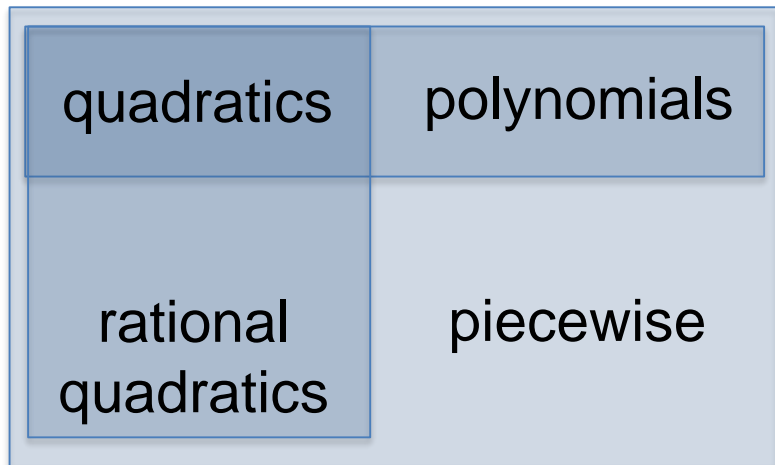 quadratics
polynomials
rational
quadratics
piecewise